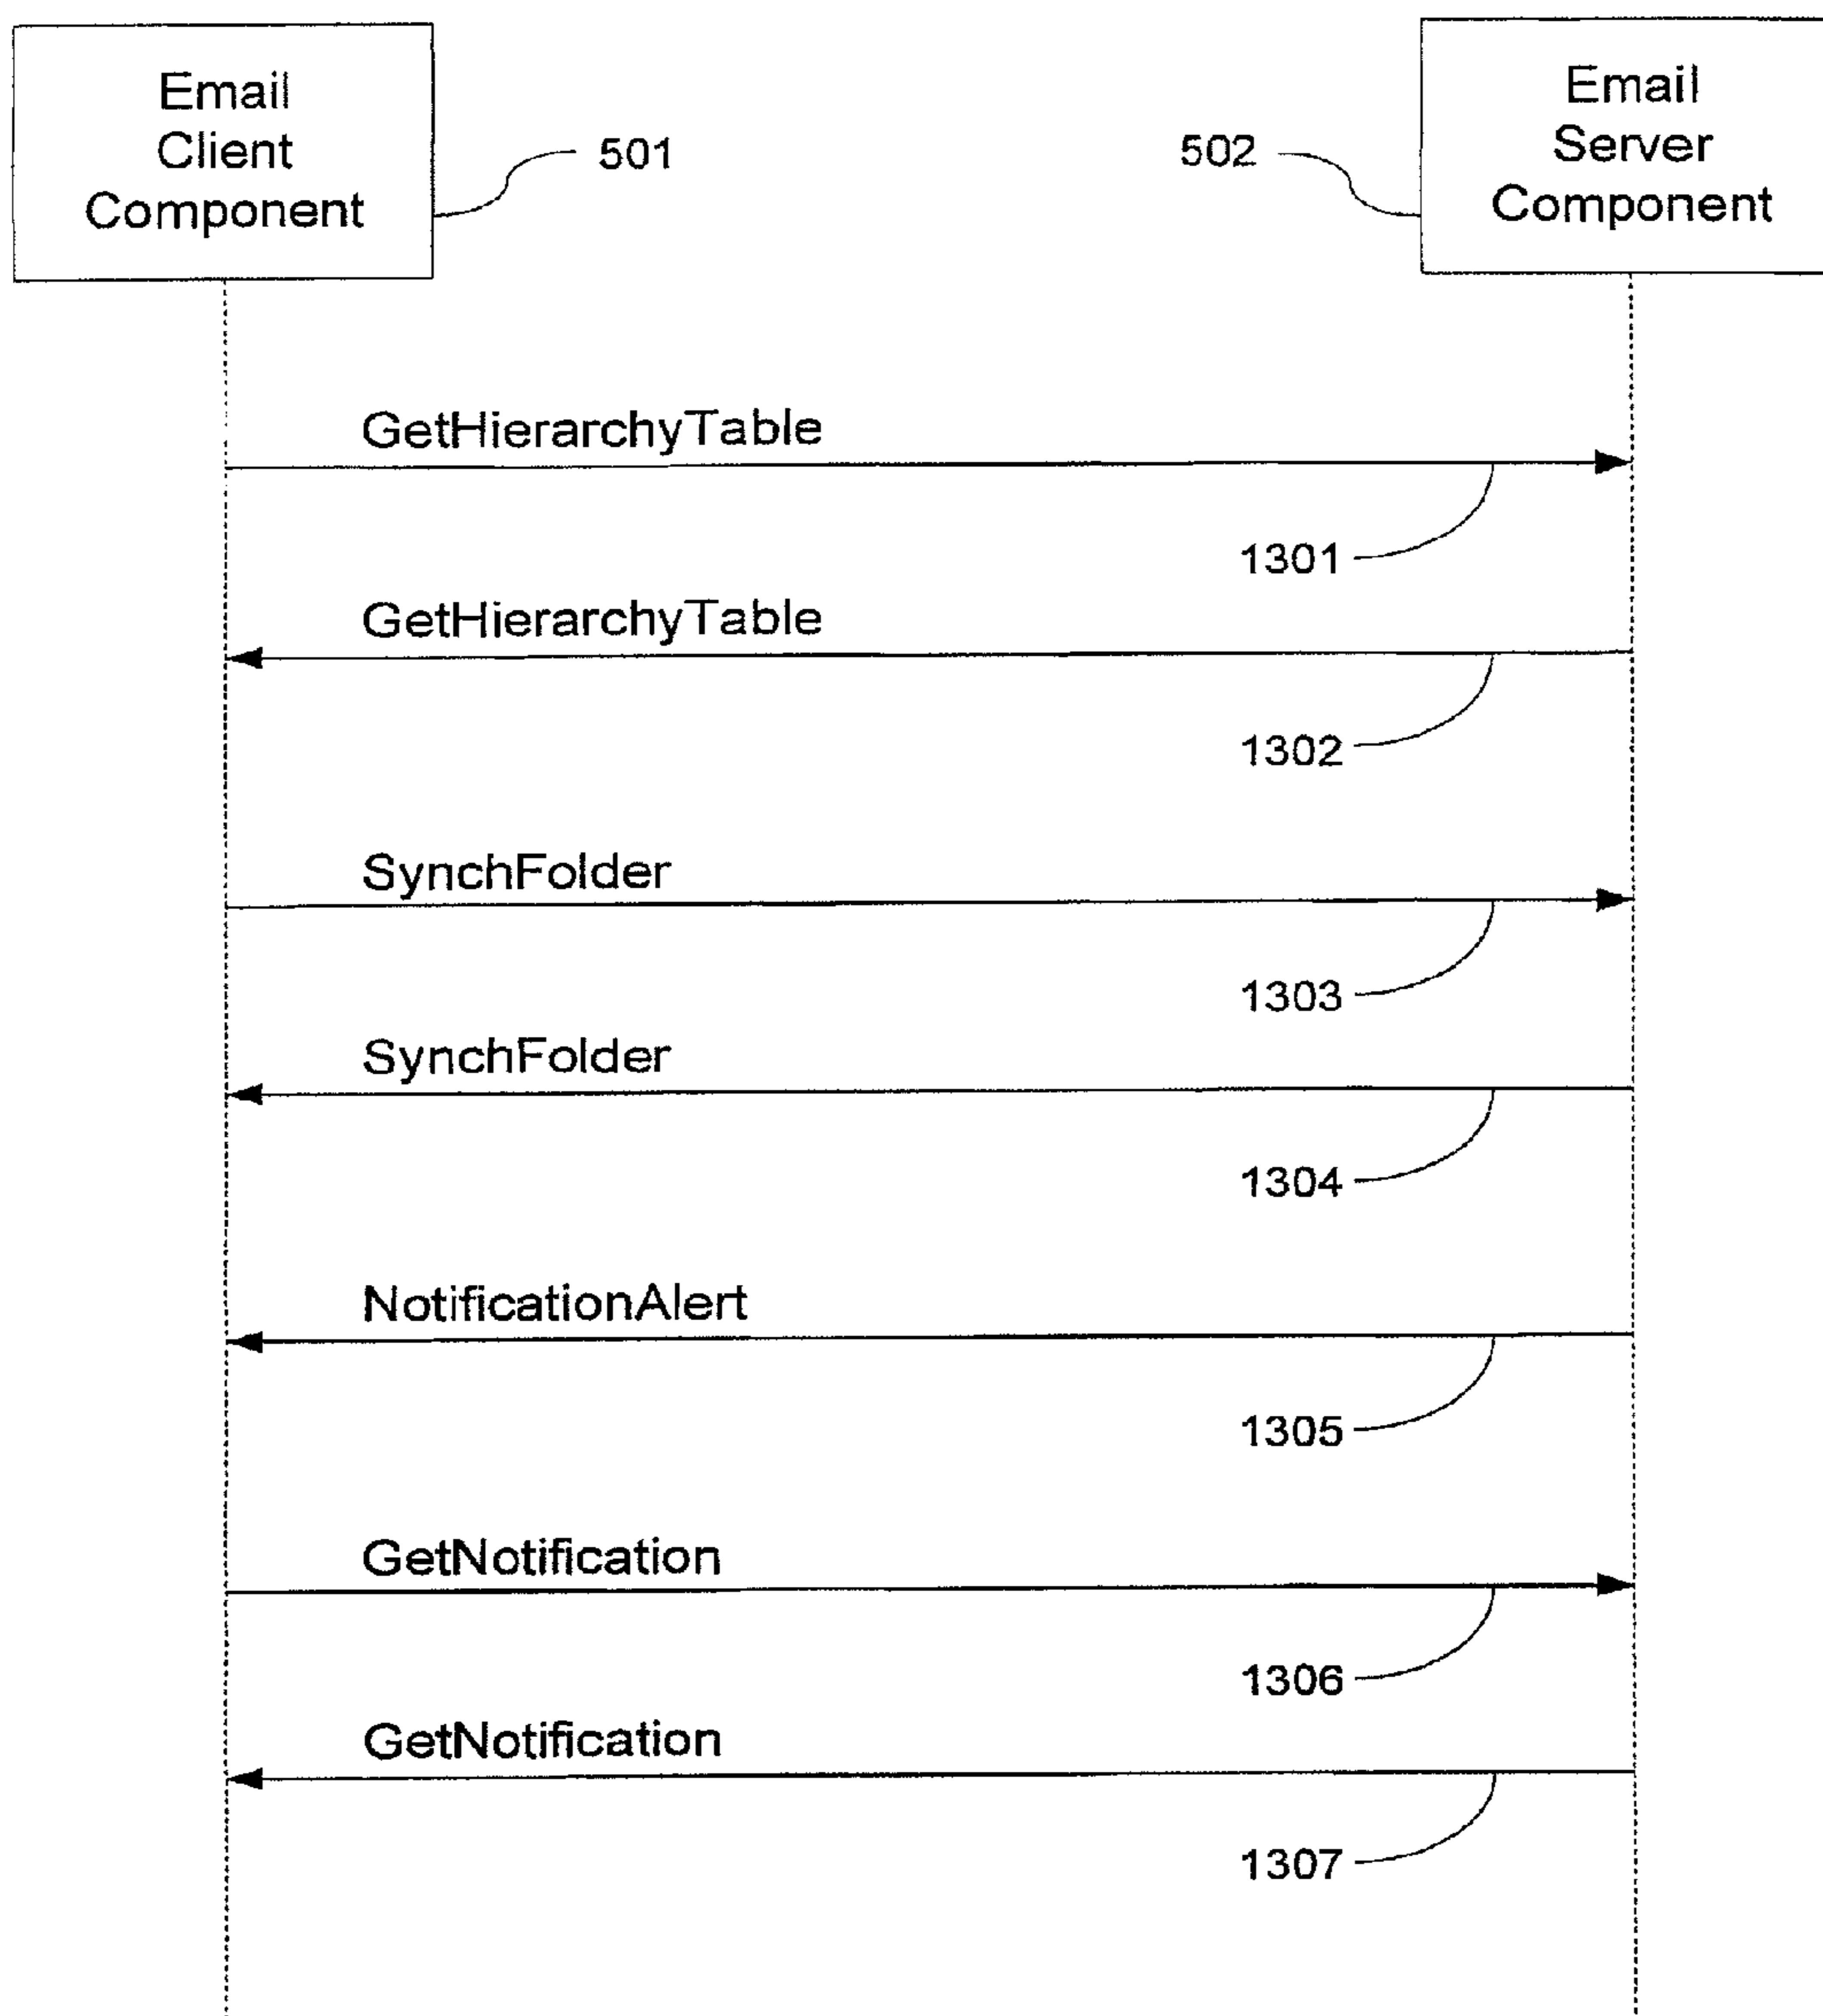 Email
Client
Component
501
502
Email
Server
Component
GetHierarchyTable
1301
GetHierarchyTable
1302
SynchFolder
1303
SynchFolder
1304
NotificationAlert
1305
GetNotification
1306
GetNotification
1307